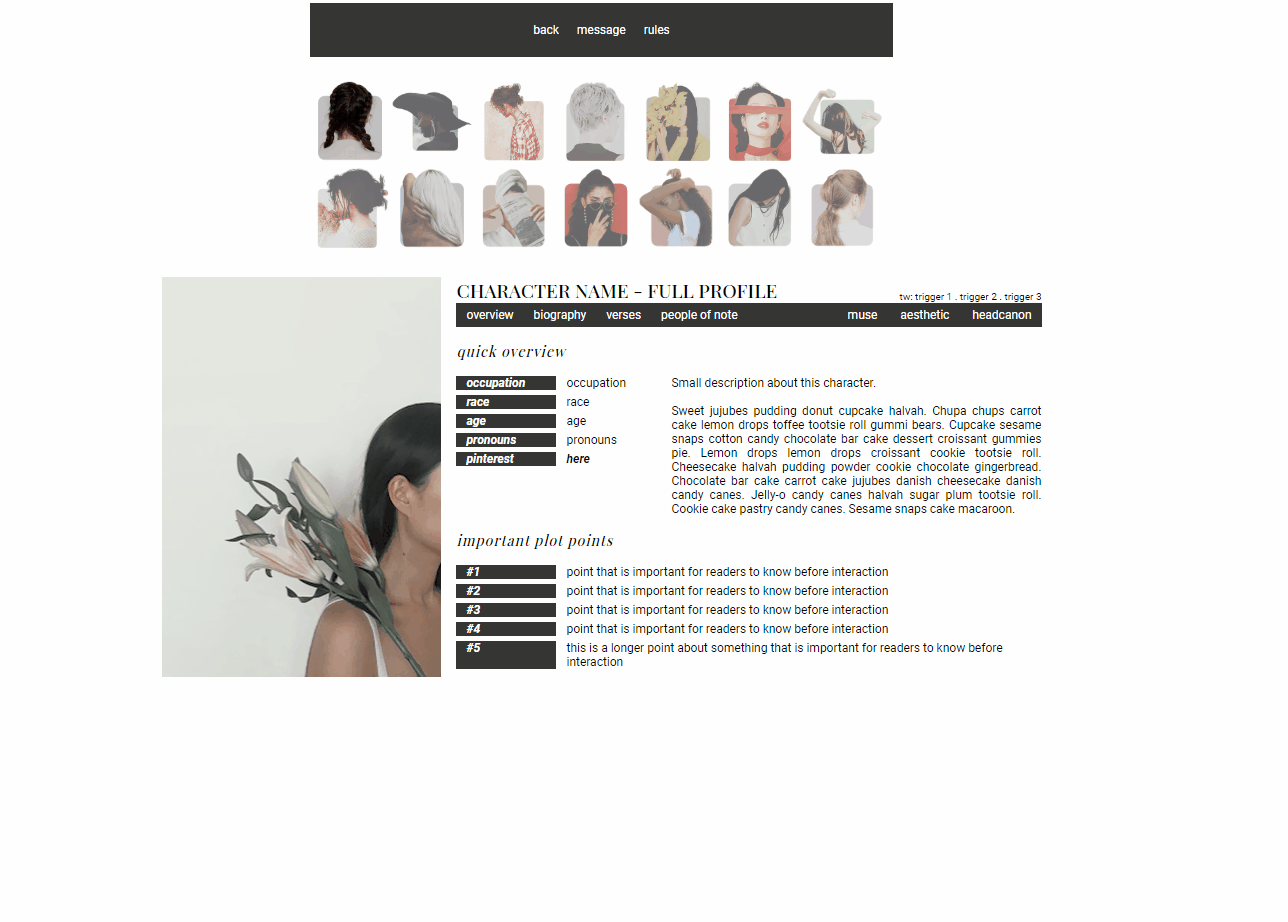 back message rules
CHARACTER NAME - FULL PROFILE
tw: trigger 1 . trigger 2 . trigger 3
overview biography verses people of note muse aesthetic headcanon
quick overview
occupation occupation
race race
age age
pronouns pronouns
pinterest here
Small description about this character.
Sweet jujubes pudding donut cupcake halvah. Chupa chups carrot
cake lemon drops toffee tootsie roll gummi bears. Cupcake sesame
snaps cotton candy chocolate bar cake dessert croissant gummies
pie. Lemon drops lemon drops croissant cookie tootsie roll.
Cheesecake halvah pudding powder cookie chocolate gingerbread.
Chocolate bar cake carrot cake jujubes danish cheesecake danish
candy canes. Jelly-o candy canes halvah sugar plum tootsie roll.
Cookie cake pastry candy canes. Sesame snaps cake macaroon.
important plot points
#1 point that is important for readers to know before interaction
#2 point that is important for readers to know before interaction
#3 point that is important for readers to know before interaction
#4 point that is important for readers to know before interaction
#5 this is a longer point about something that is important for readers to know before
interaction